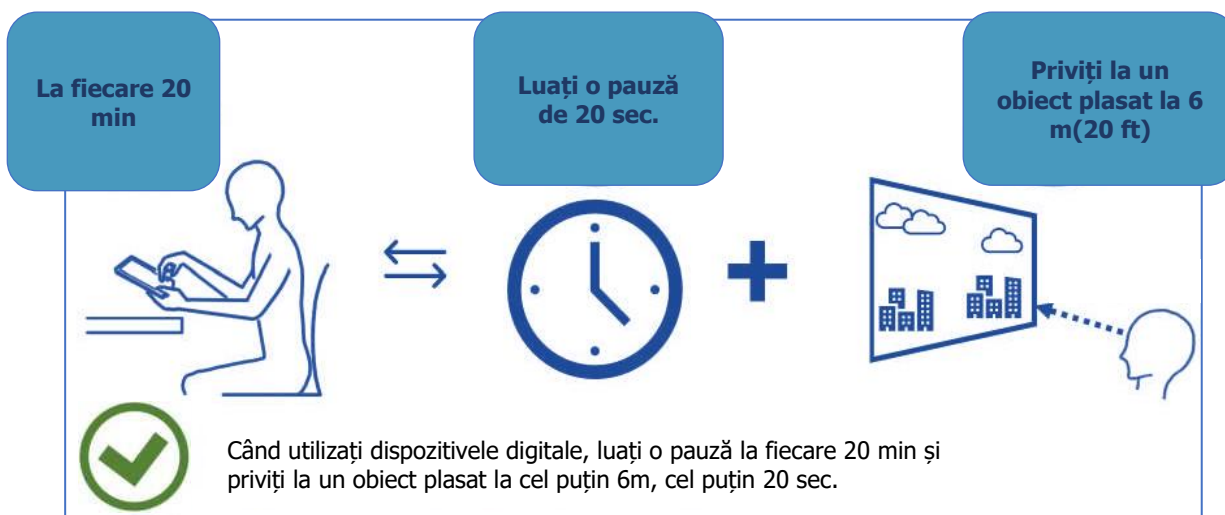 La fiecare 20
min
Luați o pauză
de 20 sec.
Priviți la un
obiect plasat la 6
m(20 ft)
Când utilizați dispozitivele digitale, luați o pauză la fiecare 20 min și
priviți la un obiect plasat la cel puțin 6m, cel puțin 20 sec.